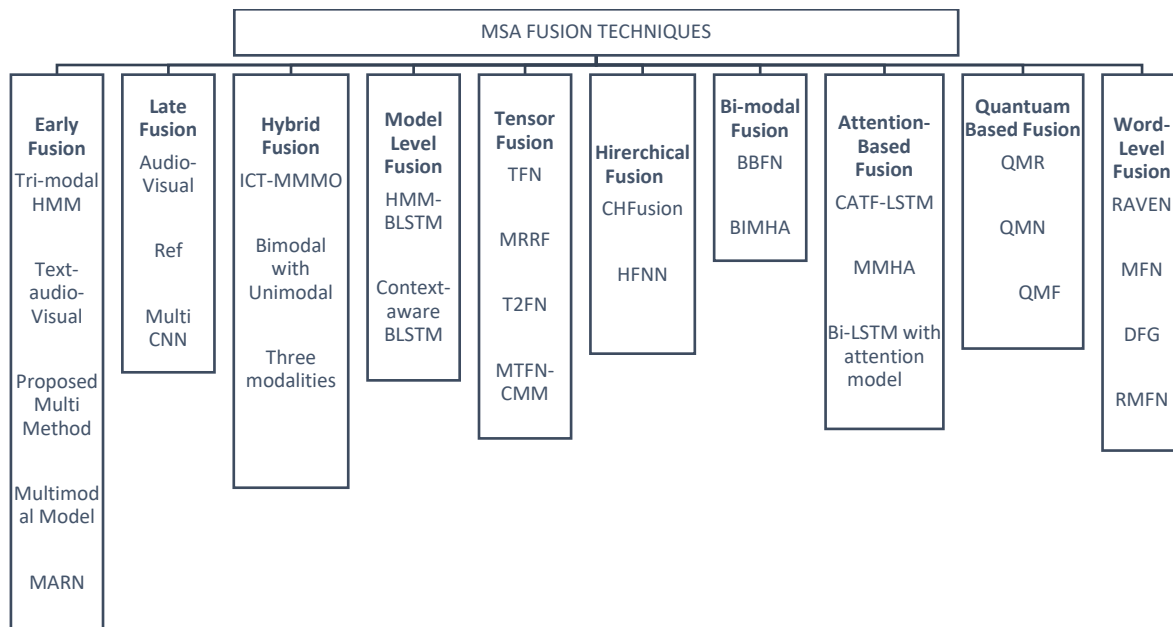 MSA FUSION TECHNIQUES
Early
Fusion
Tri-modal
HMM
Text-
audio-
Visual
Proposed
Multi
Method
Multimod
al Model
MARN
Late
Fusion
Audio-
Visual
Ref
Multi
CNN
Hybrid
Fusion
ICT-MMMO
Bimodal with
Unimodal
Three
modalities
Model
Level
Fusion
HMM-
BLSTM
Context-
aware
BLSTM
Tensor
Fusion
TFN
MRRF
T2FN
MTFN-
CMM
Hirerchical
Fusion
CHFusion
HFNN
Bi-modal
Fusion
BBFN
BIMHA
Attention-
Based
Fusion
CATF-LSTM
MMHA
Bi-LSTM with
attention
model
Quantuam
Based Fusion
QMR
QMN
QMF
Word-
Level
Fusion
RAVEN
MFN
DFG
RMFN